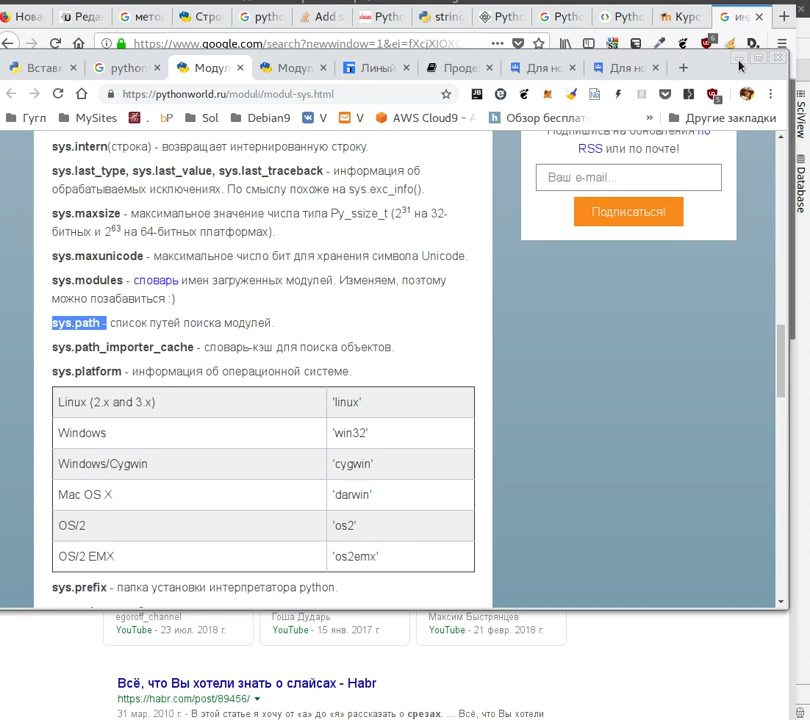 Нова
Реда
метс
Стро
pytho
Add s
Pytho
string
Pytho
Pytho
Pytho
Курс
ин
https://www.google.com/search?newwindow=1&ei=fXcjXIOXC
Вставк
python
Модул
Модул
Линый
Проде
Для но
Для но
https://pythonworld.ru/moduli/modul-sys.html
Гугл
MySites
.
Op
Sol
Debian9
V
V
AWS Cloud9 –
Обзор бесплат
»
Другие закладки
SciView
Database
sys.intern(строка) - возвращает интернированную строку.
sys.last_type, sys.last_value, sys.last_traceback - информация об
обрабатываемых исключениях. По смыслу похоже на sys.exc_info().
sys.maxsize - максимальное значение числа типа Py_ssize_t (2³¹ на 32-
битных и 2⁶³ на 64-битных платформах).
sys.maxunicode - максимальное число бит для хранения символа Unicode.
sys.modules - словарь имен загруженных модулей. Изменяем, поэтому
можно позабавиться :)
sys.path - список путей поиска модулей.
sys.path_importer_cache - словарь-кэш для поиска объектов.
sys.platform - информация об операционной системе.
Linux (2.x and 3.x) 'linux'
Windows 'win32'
Windows/Cygwin 'cygwin'
Mac OS X 'darwin'
OS/2 'os2'
OS/2 EMX 'os2emx'
sys.prefix - папка установки интерпретатора python.
Подпишись на обновления по
RSS или по почте!
Ваш e-mail...
Подписаться!
egoroff_channel
YouTube - 23 июл. 2018 г.
Гоша Дударь
YouTube - 15 янв. 2017 г.
Максим Быстрянцев
YouTube - 21 февр. 2018 г.
Всё, что Вы хотели знать о слайсах - Habr
https://habr.com/post/89456/
31 мар. 2010 г. - В этой статье я хочу от «а» до «я» рассказать о срезах. ... Всё, что Вы хотели